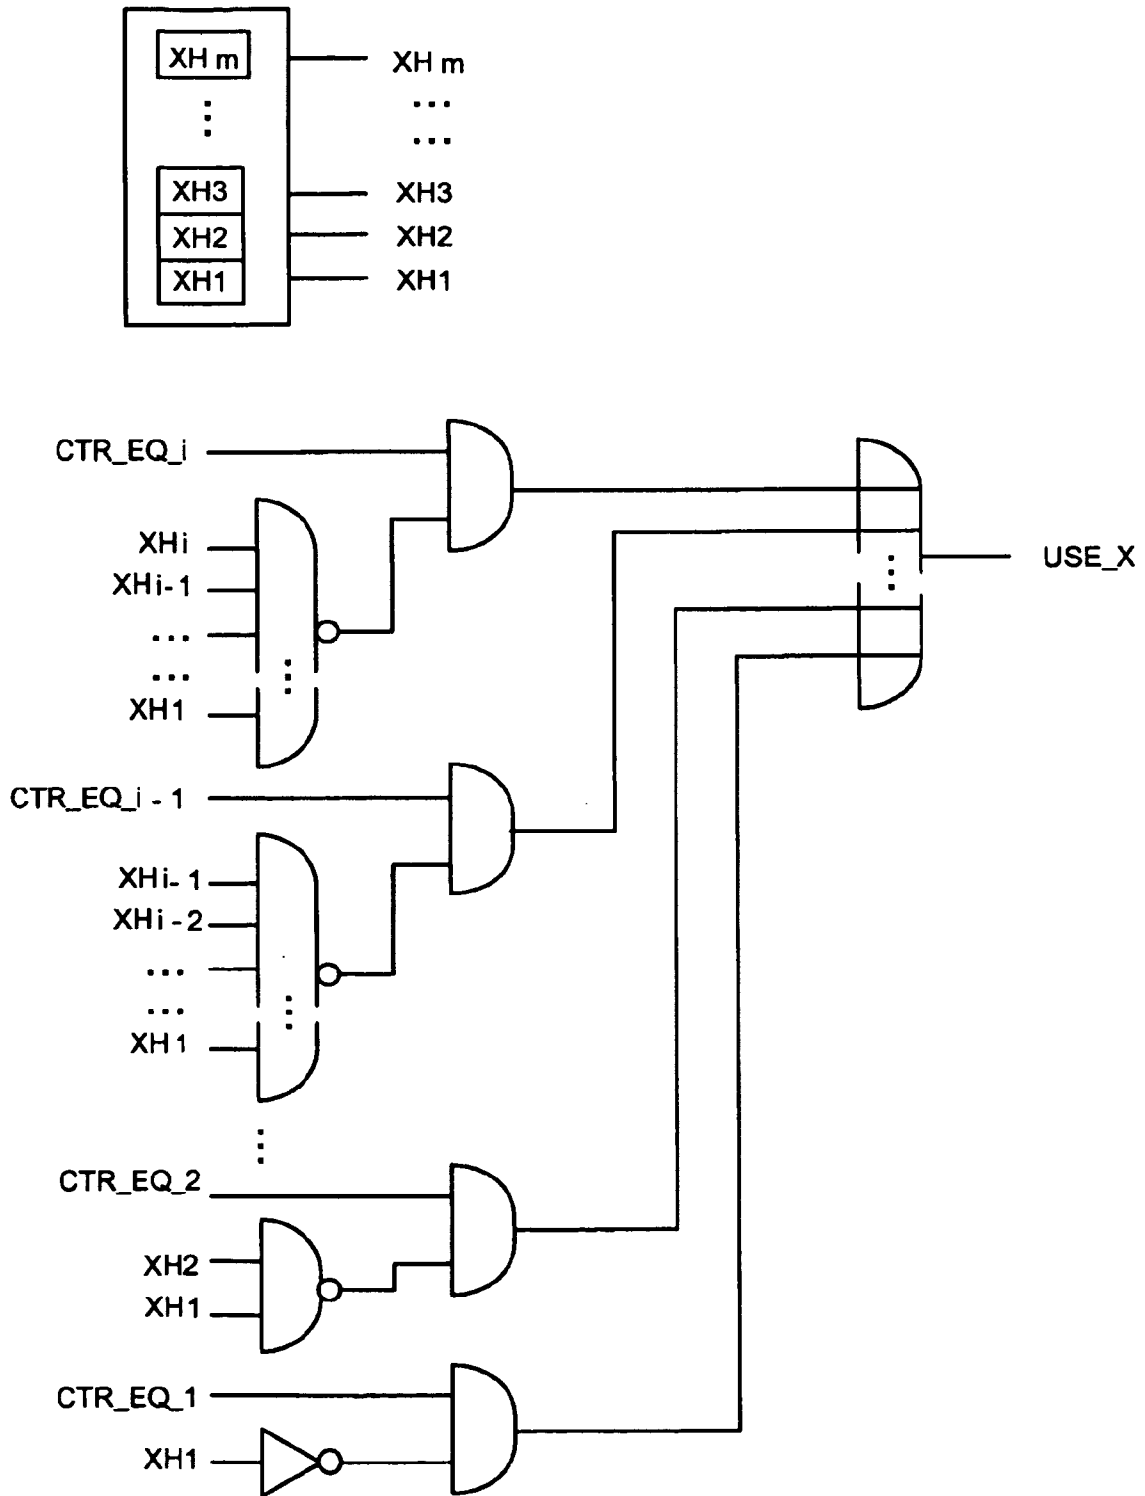 XH m XH m
⋮ ...
...
XH3 XH3
XH2 XH2
XH1 XH1
CTR_EQ_i
XHi
XHi-1
...
...
XH1
⋮
⋮
USE_X
CTR_EQ_i - 1
XHi-1
XHi-2
...
...
XH1
⋮
⋮
CTR_EQ_2
XH2
XH1
CTR_EQ_1
XH1